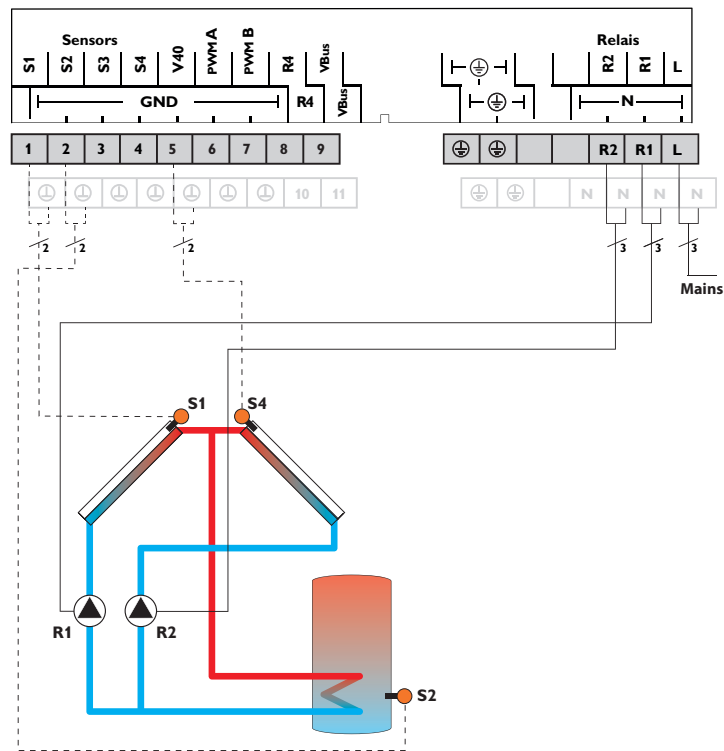 Sensors
Relais
S1 S2 S3 S4 V40 PWM A PWM B R4 VBus
R2 R1 L
GND R4 VBus
N
1 2 3 4 5 6 7 8 9
R2 R1 L
10 11
N N N N
2 2 2 3 3 3
Mains
S1 S4
R1 R2
S2